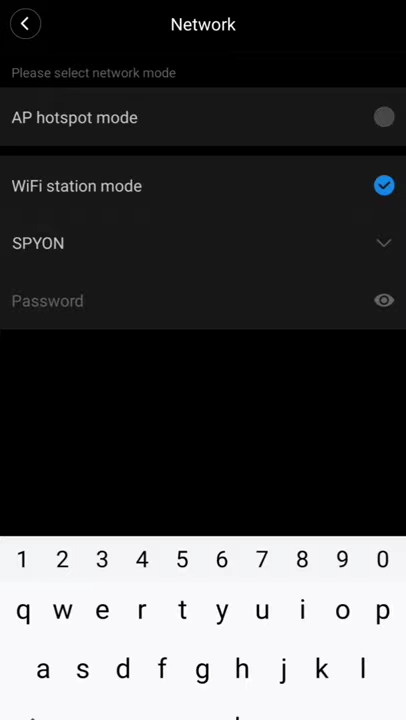 Network
Please select network mode
AP hotspot mode
WiFi station mode
SPYON
Password
1 2 3 4 5 6 7 8 9 0
q w e r t y u i o p
a s d f g h j k l